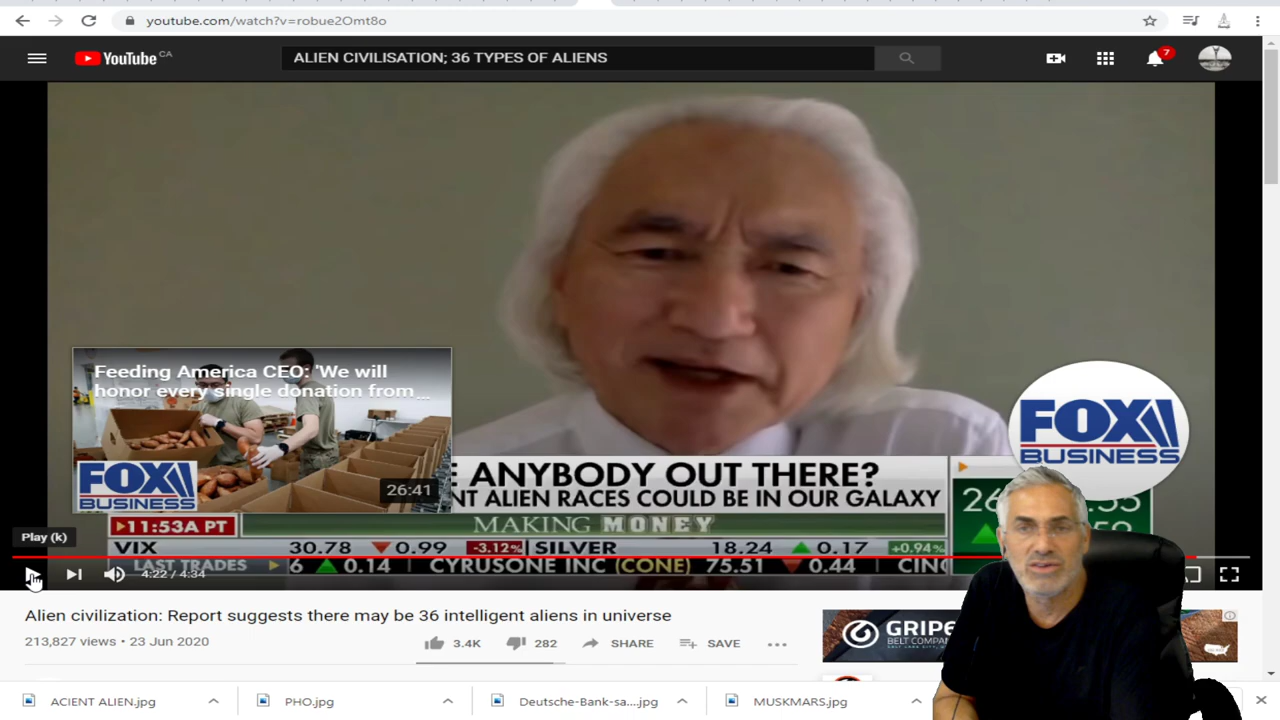 youtube.com/watch?v=robue2Omt8o
YouTube CA
ALIEN CIVILISATION; 36 TYPES OF ALIENS
7
Feeding America CEO: 'We will
honor every single donation from ...
FOX
BUSINESS
26:41
FOX
BUSINESS
ANYBODY OUT THERE?
NT ALIEN RACES COULD BE IN OUR GALAXY
11:53A PT
MAKING MONEY
VIX 30.78 0.99 -3.12% SILVER 18.24 0.17 +0.94%
LAST TRADES 6 0.14 CYRUSONE INC (CONE) 75.51 0.44 CIN
Play (k)
4:22 / 4:34
Alien civilization: Report suggests there may be 36 intelligent aliens in universe
213,827 views • 23 Jun 2020
3.4K 282 SHARE SAVE
GRIP
BELT COMPAN
ACIENT ALIEN.jpg
PHO.jpg
Deutsche-Bank-sa....jpg
MUSKMARS.jpg